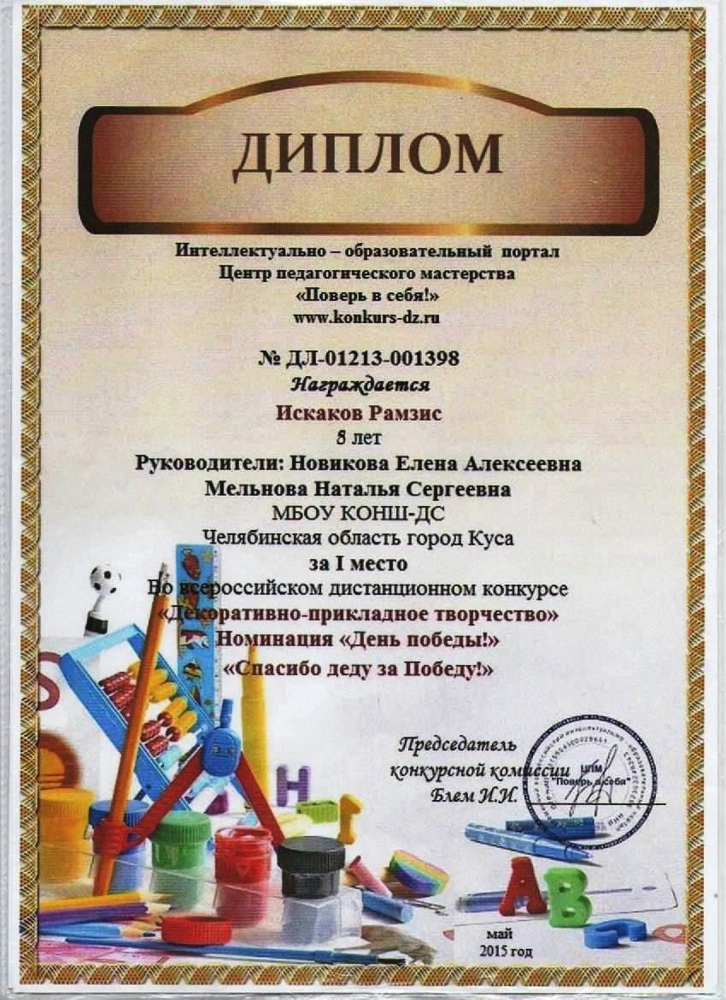 ДИПЛОМ
Интеллектуально – образовательный портал
Центр педагогического мастерства
«Поверь в себя!»
www.konkurs-dz.ru
№ ДЛ-01213-001398
Награждается
Искаков Рамзис
8 лет
Руководители: Новикова Елена Алексеевна
Мельнова Наталья Сергеевна
МБОУ КОНШ-ДС
Челябинская область город Куса
за I место
Во всероссийском дистанционном конкурсе
«Декоративно-прикладное творчество»
Номинация «День победы!»
«Спасибо деду за Победу!»
Председатель
конкурсной комиссии
Блем И.И.
ЦПМ
"Поверь в себя"
S
Н
Г
А В С
май
2015 год